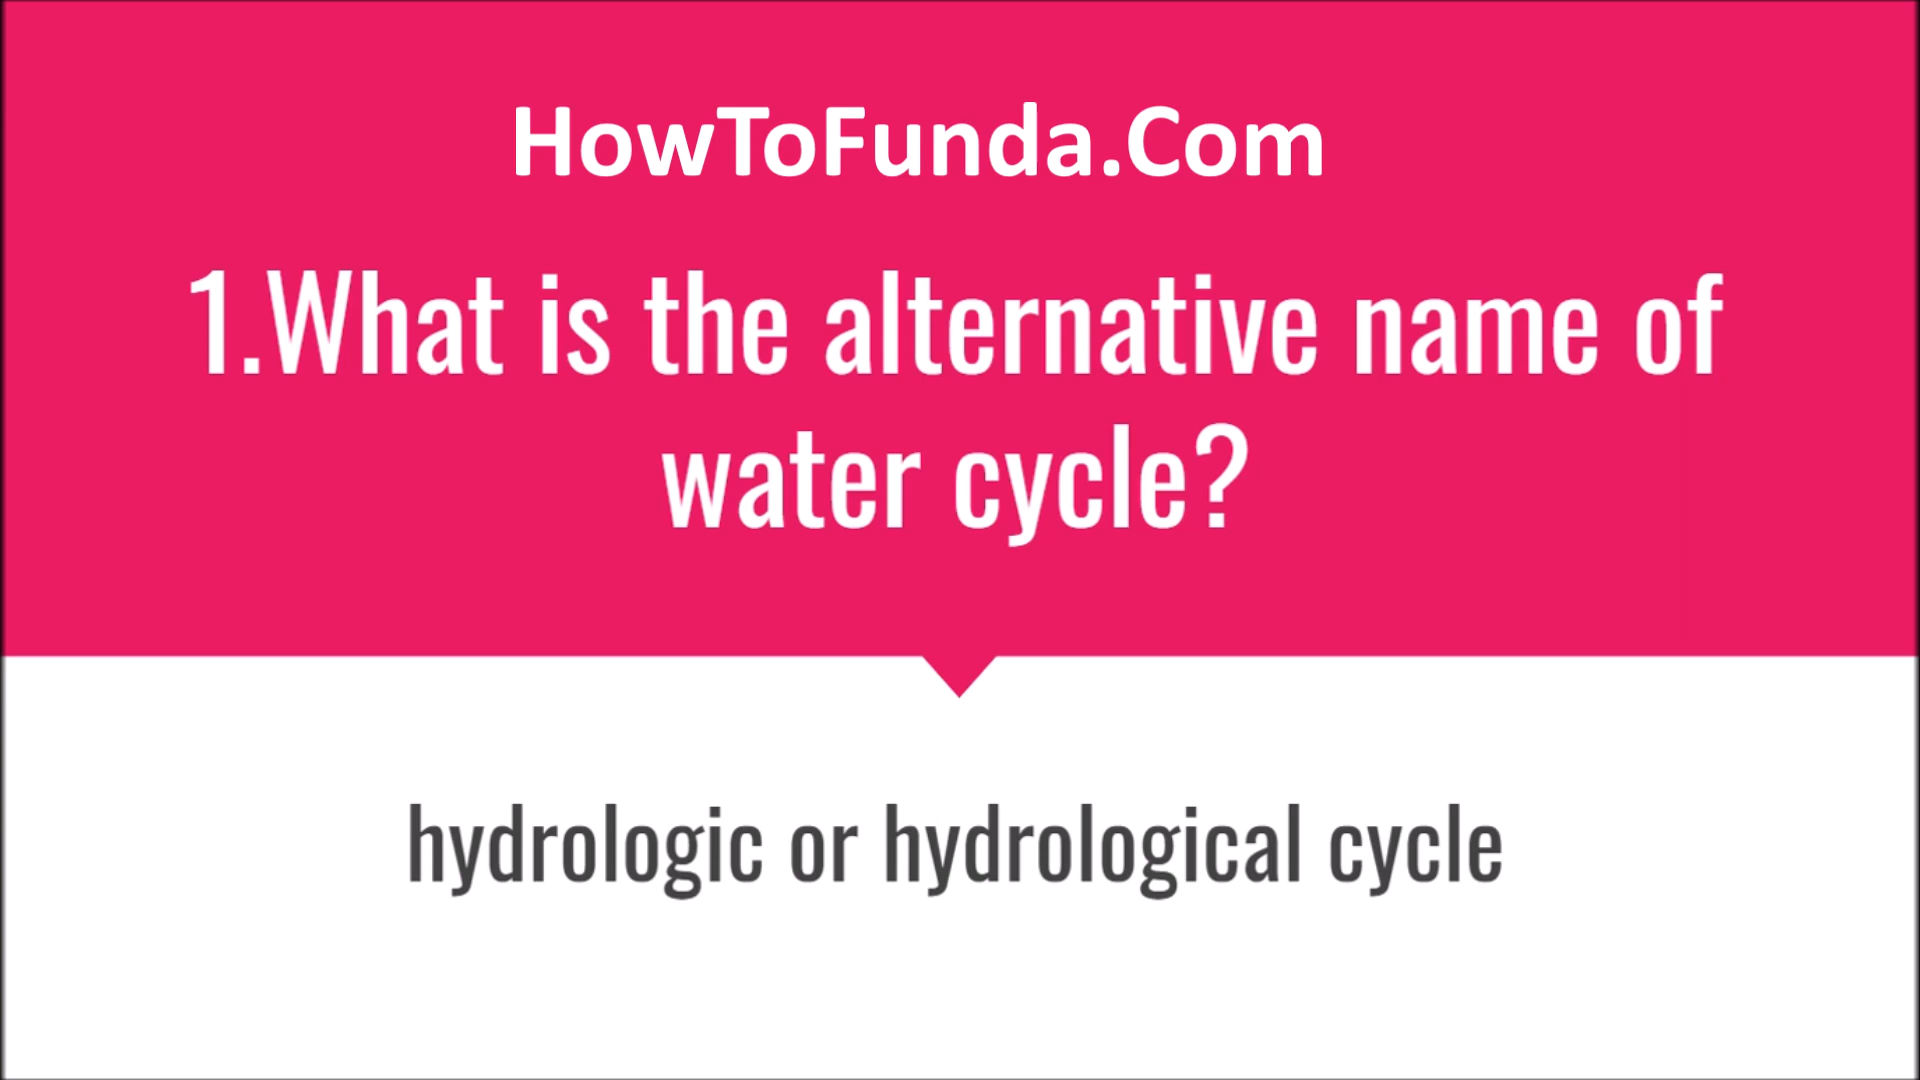 HowToFunda.Com
1.What is the alternative name of
water cycle?
hydrologic or hydrological cycle